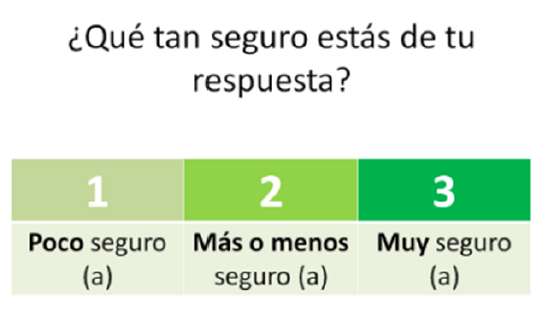 ¿Qué tan seguro estás de tu
respuesta?
1 2 3
Poco seguro Más o menos Muy seguro
(a) seguro (a) (a)